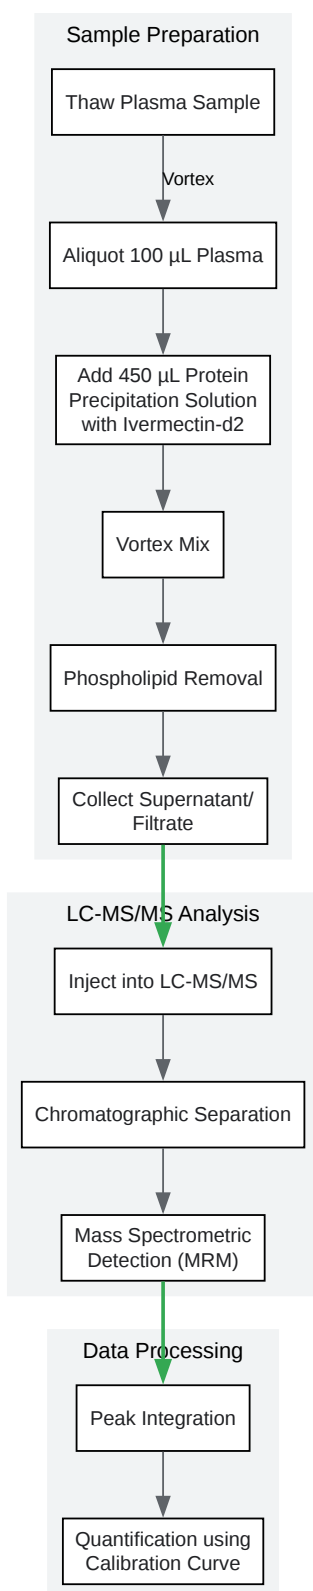 Sample Preparation
Thaw Plasma Sample
Vortex
Aliquot 100 µL Plasma
Add 450 µL Protein
Precipitation Solution
with Ivermectin-d2
Vortex Mix
Phospholipid Removal
Collect Supernatant/
Filtrate
LC-MS/MS Analysis
Inject into LC-MS/MS
Chromatographic Separation
Mass Spectrometric
Detection (MRM)
Data Processing
Peak Integration
Quantification using
Calibration Curve